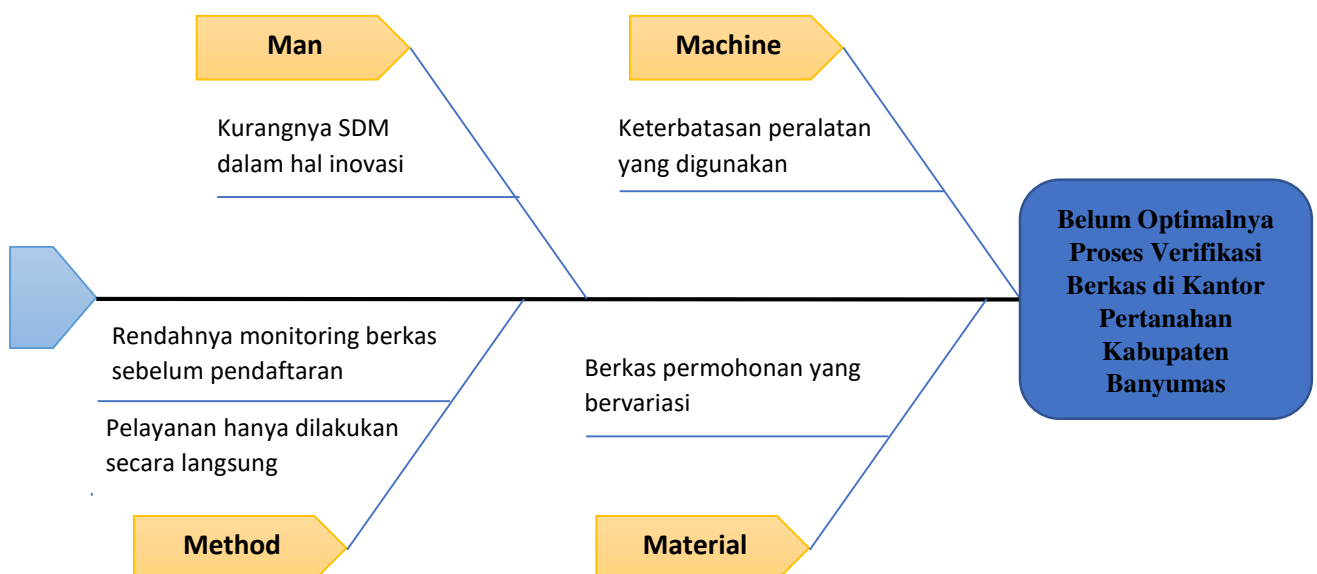 Man
Machine
Kurangnya SDM
dalam hal inovasi
Keterbatasan peralatan
yang digunakan
Belum Optimalnya
Proses Verifikasi
Berkas di Kantor
Pertanahan
Kabupaten
Banyumas
Rendahnya monitoring berkas
sebelum pendaftaran
Pelayanan hanya dilakukan
secara langsung
Berkas permohonan yang
bervariasi
Method
Material